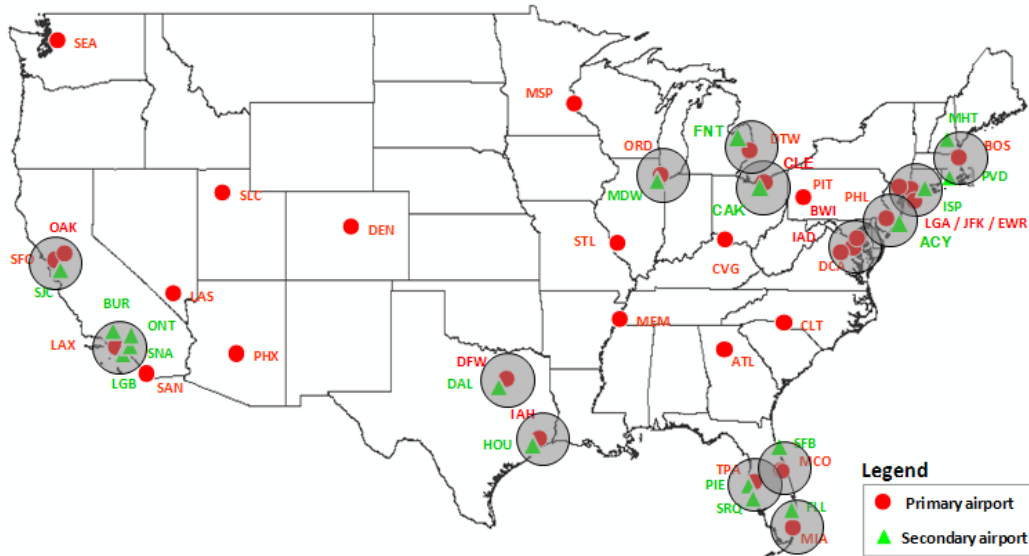 SEA
MSP
MHT
FNT
DTW
BOS
ORD
CLE
PVD
PIT
PHL
MDW
SLC
CAK
BWI
ISP
LGA / JFK / EWR
OAK
DEN
STL
IAD
ACY
SFO
CVG
DCA
SJC
LAS
BUR
MEM
CLT
ONT
LAX
SNA
PHX
DFW
ATL
LGB
SAN
DAL
IAH
HOU
SFB
TPA
MCO
Legend
PIE
SRQ
FLL
Primary airport
MIA
Secondary airport